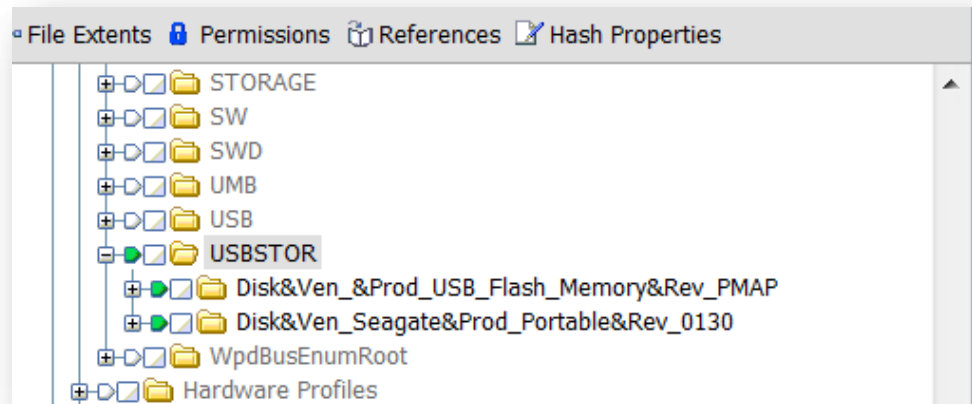 File Extents Permissions References Hash Properties
STORAGE
SW
SWD
UMB
USB
USBSTOR
Disk&Ven_&Prod_USB_Flash_Memory&Rev_PMAP
Disk&Ven_Seagate&Prod_Portable&Rev_0130
WpdBusEnumRoot
Hardware Profiles